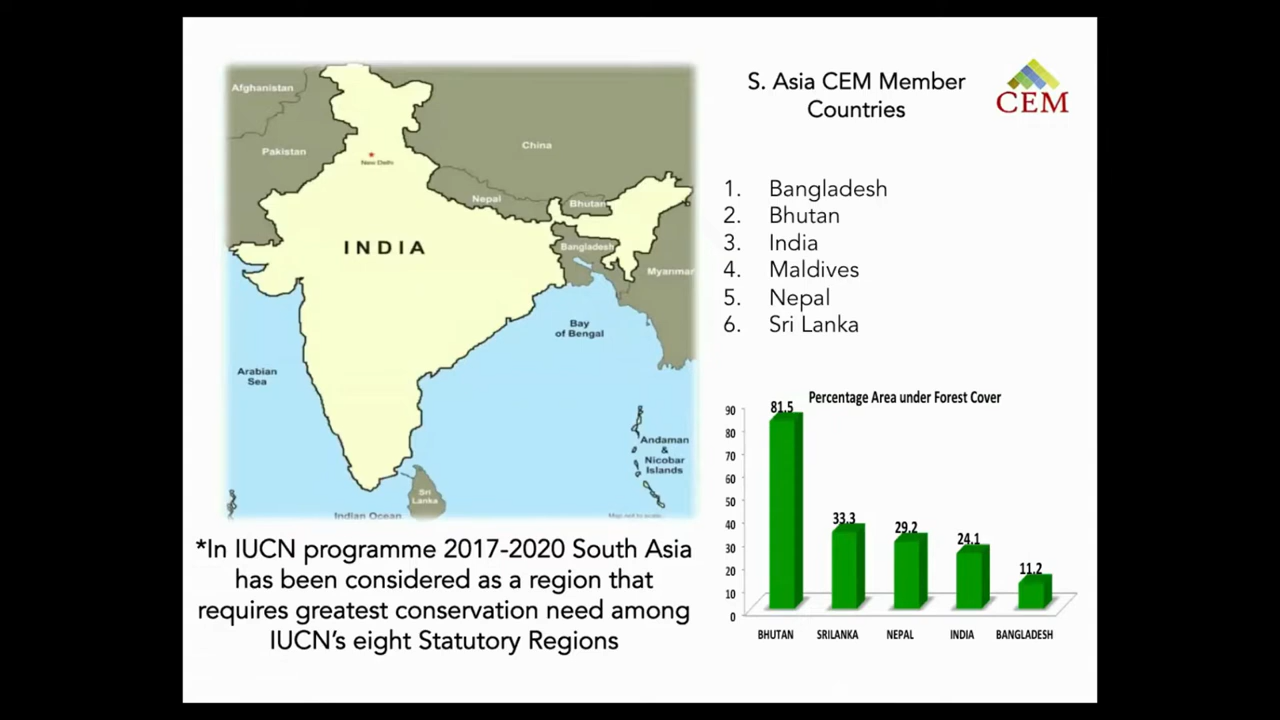 Afghanistan
Pakistan
New Delhi
China
Nepal
Bhutan
INDIA
Bangladesh
Myanmar
Bay
of Bengal
Arabian
Sea
Andaman
&
Nicobar
Islands
Sri
Lanka
Indian Ocean
Map not to scale
*In IUCN programme 2017-2020 South Asia
has been considered as a region that
requires greatest conservation need among
IUCN's eight Statutory Regions
S. Asia CEM Member
Countries
CEM
1. Bangladesh
2. Bhutan
3. India
4. Maldives
5. Nepal
6. Sri Lanka
Percentage Area under Forest Cover
90
80
70
60
50
40
30
20
10
0
81.5
33.3
29.2
24.1
11.2
BHUTAN SRILANKA NEPAL INDIA BANGLADESH